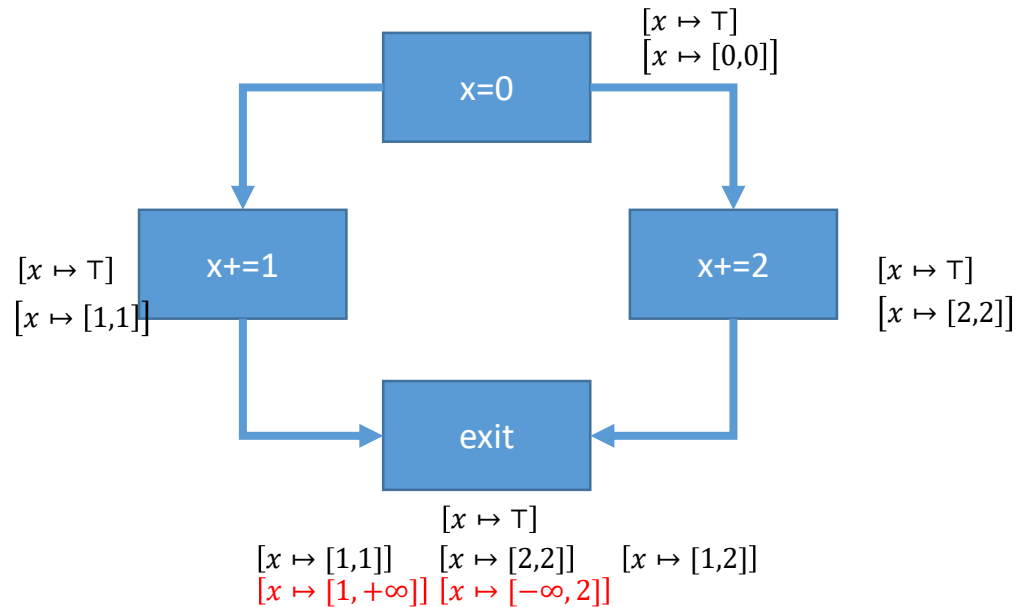 [x ↦ ⊤]
[x ↦ [0,0]]
x=0
x+=1
x+=2
[x ↦ ⊤]
[x ↦ [1,1]]
[x ↦ ⊤]
[x ↦ [2,2]]
exit
[x ↦ ⊤]
[x ↦ [1,1]] [x ↦ [2,2]] [x ↦ [1,2]]
[x ↦ [1, +∞]] [x ↦ [−∞, 2]]